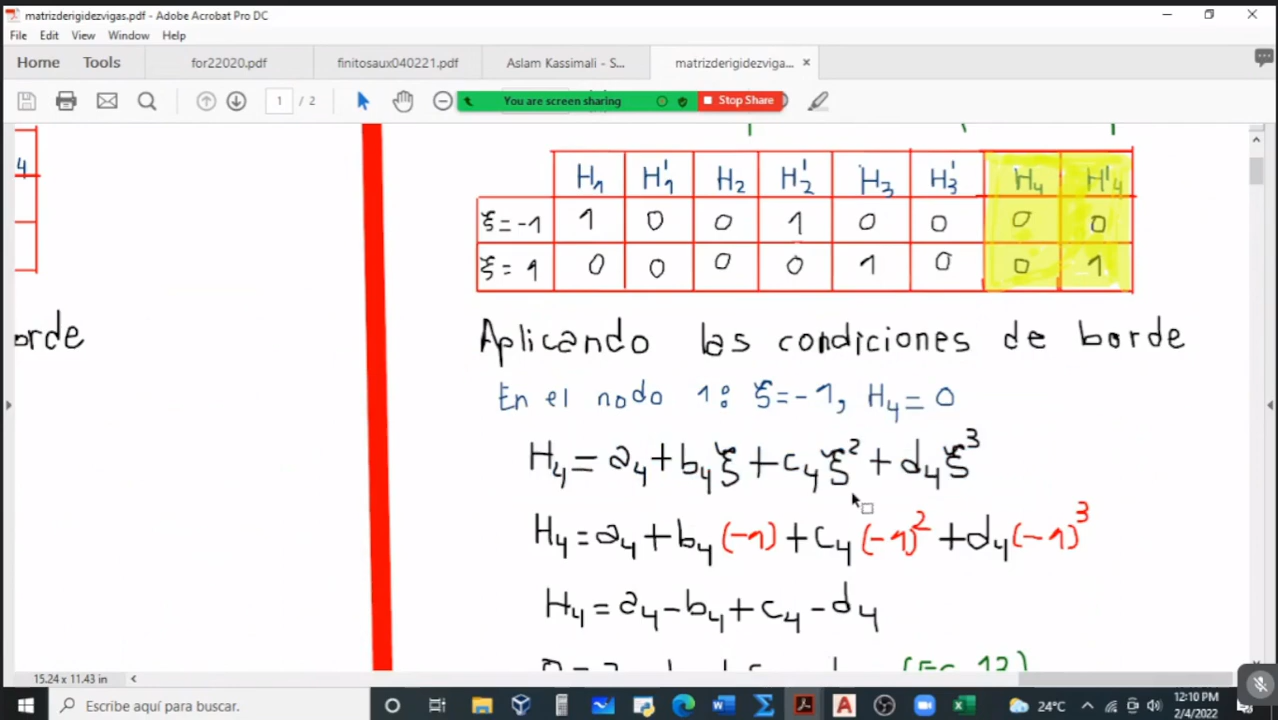 matrizderigidezvigas.pdf - Adobe Acrobat Pro DC
File Edit View Window Help
Home Tools for22020.pdf finitosaux040221.pdf Aslam Kassimali - S... matrizderigidezviga... ×
1 / 2 You are screen sharing Stop Share
4
H₁ H'₁ H₂ H'₂ H₃ H'₃ H₄ H'₄
ξ=-1 1 0 0 1 0 0 0 0
ξ=1 0 0 0 0 1 0 0 1
orde
Aplicando las condiciones de borde
En el nodo 1: ξ=-1, H₄=0
H₄=a₄+b₄ξ+c₄ξ²+d₄ξ³
H₄=a₄+b₄(-1)+c₄(-1)²+d₄(-1)³
H₄=a₄-b₄+c₄-d₄
15.24 x 11.43 in
Escribe aquí para buscar.
24°C
12:10 PM
2/4/2022